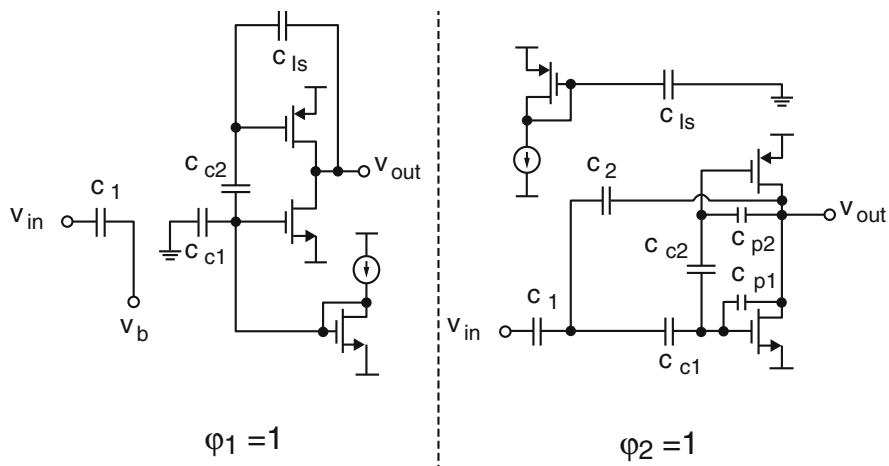 c ls
c c2
v out
c 1
v in
c c1
v b
φ1 =1
c ls
c 2
v out
c p2
c c2
c p1
c 1
v in
c c1
φ2 =1